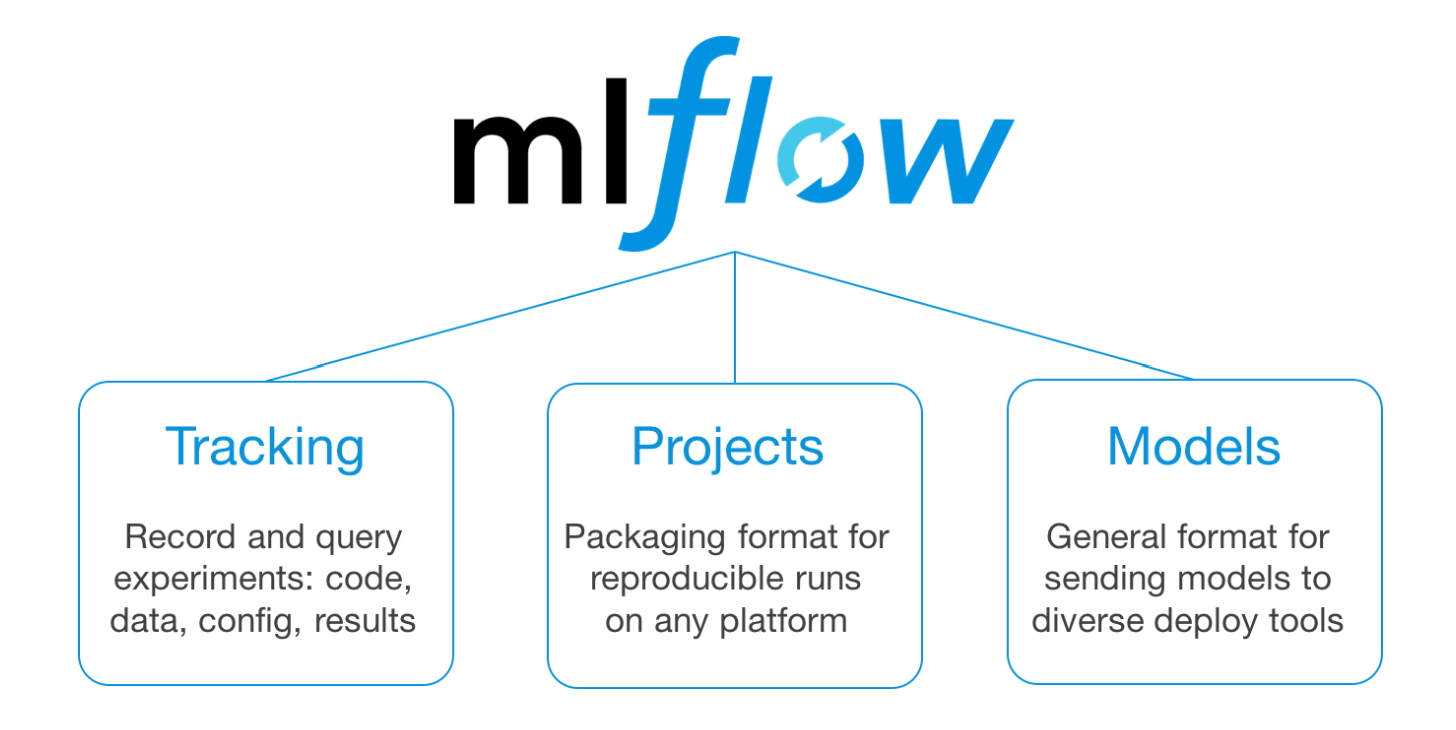 mlflow
Tracking
Record and query
experiments: code,
data, config, results
Projects
Packaging format for
reproducible runs
on any platform
Models
General format for
sending models to
diverse deploy tools